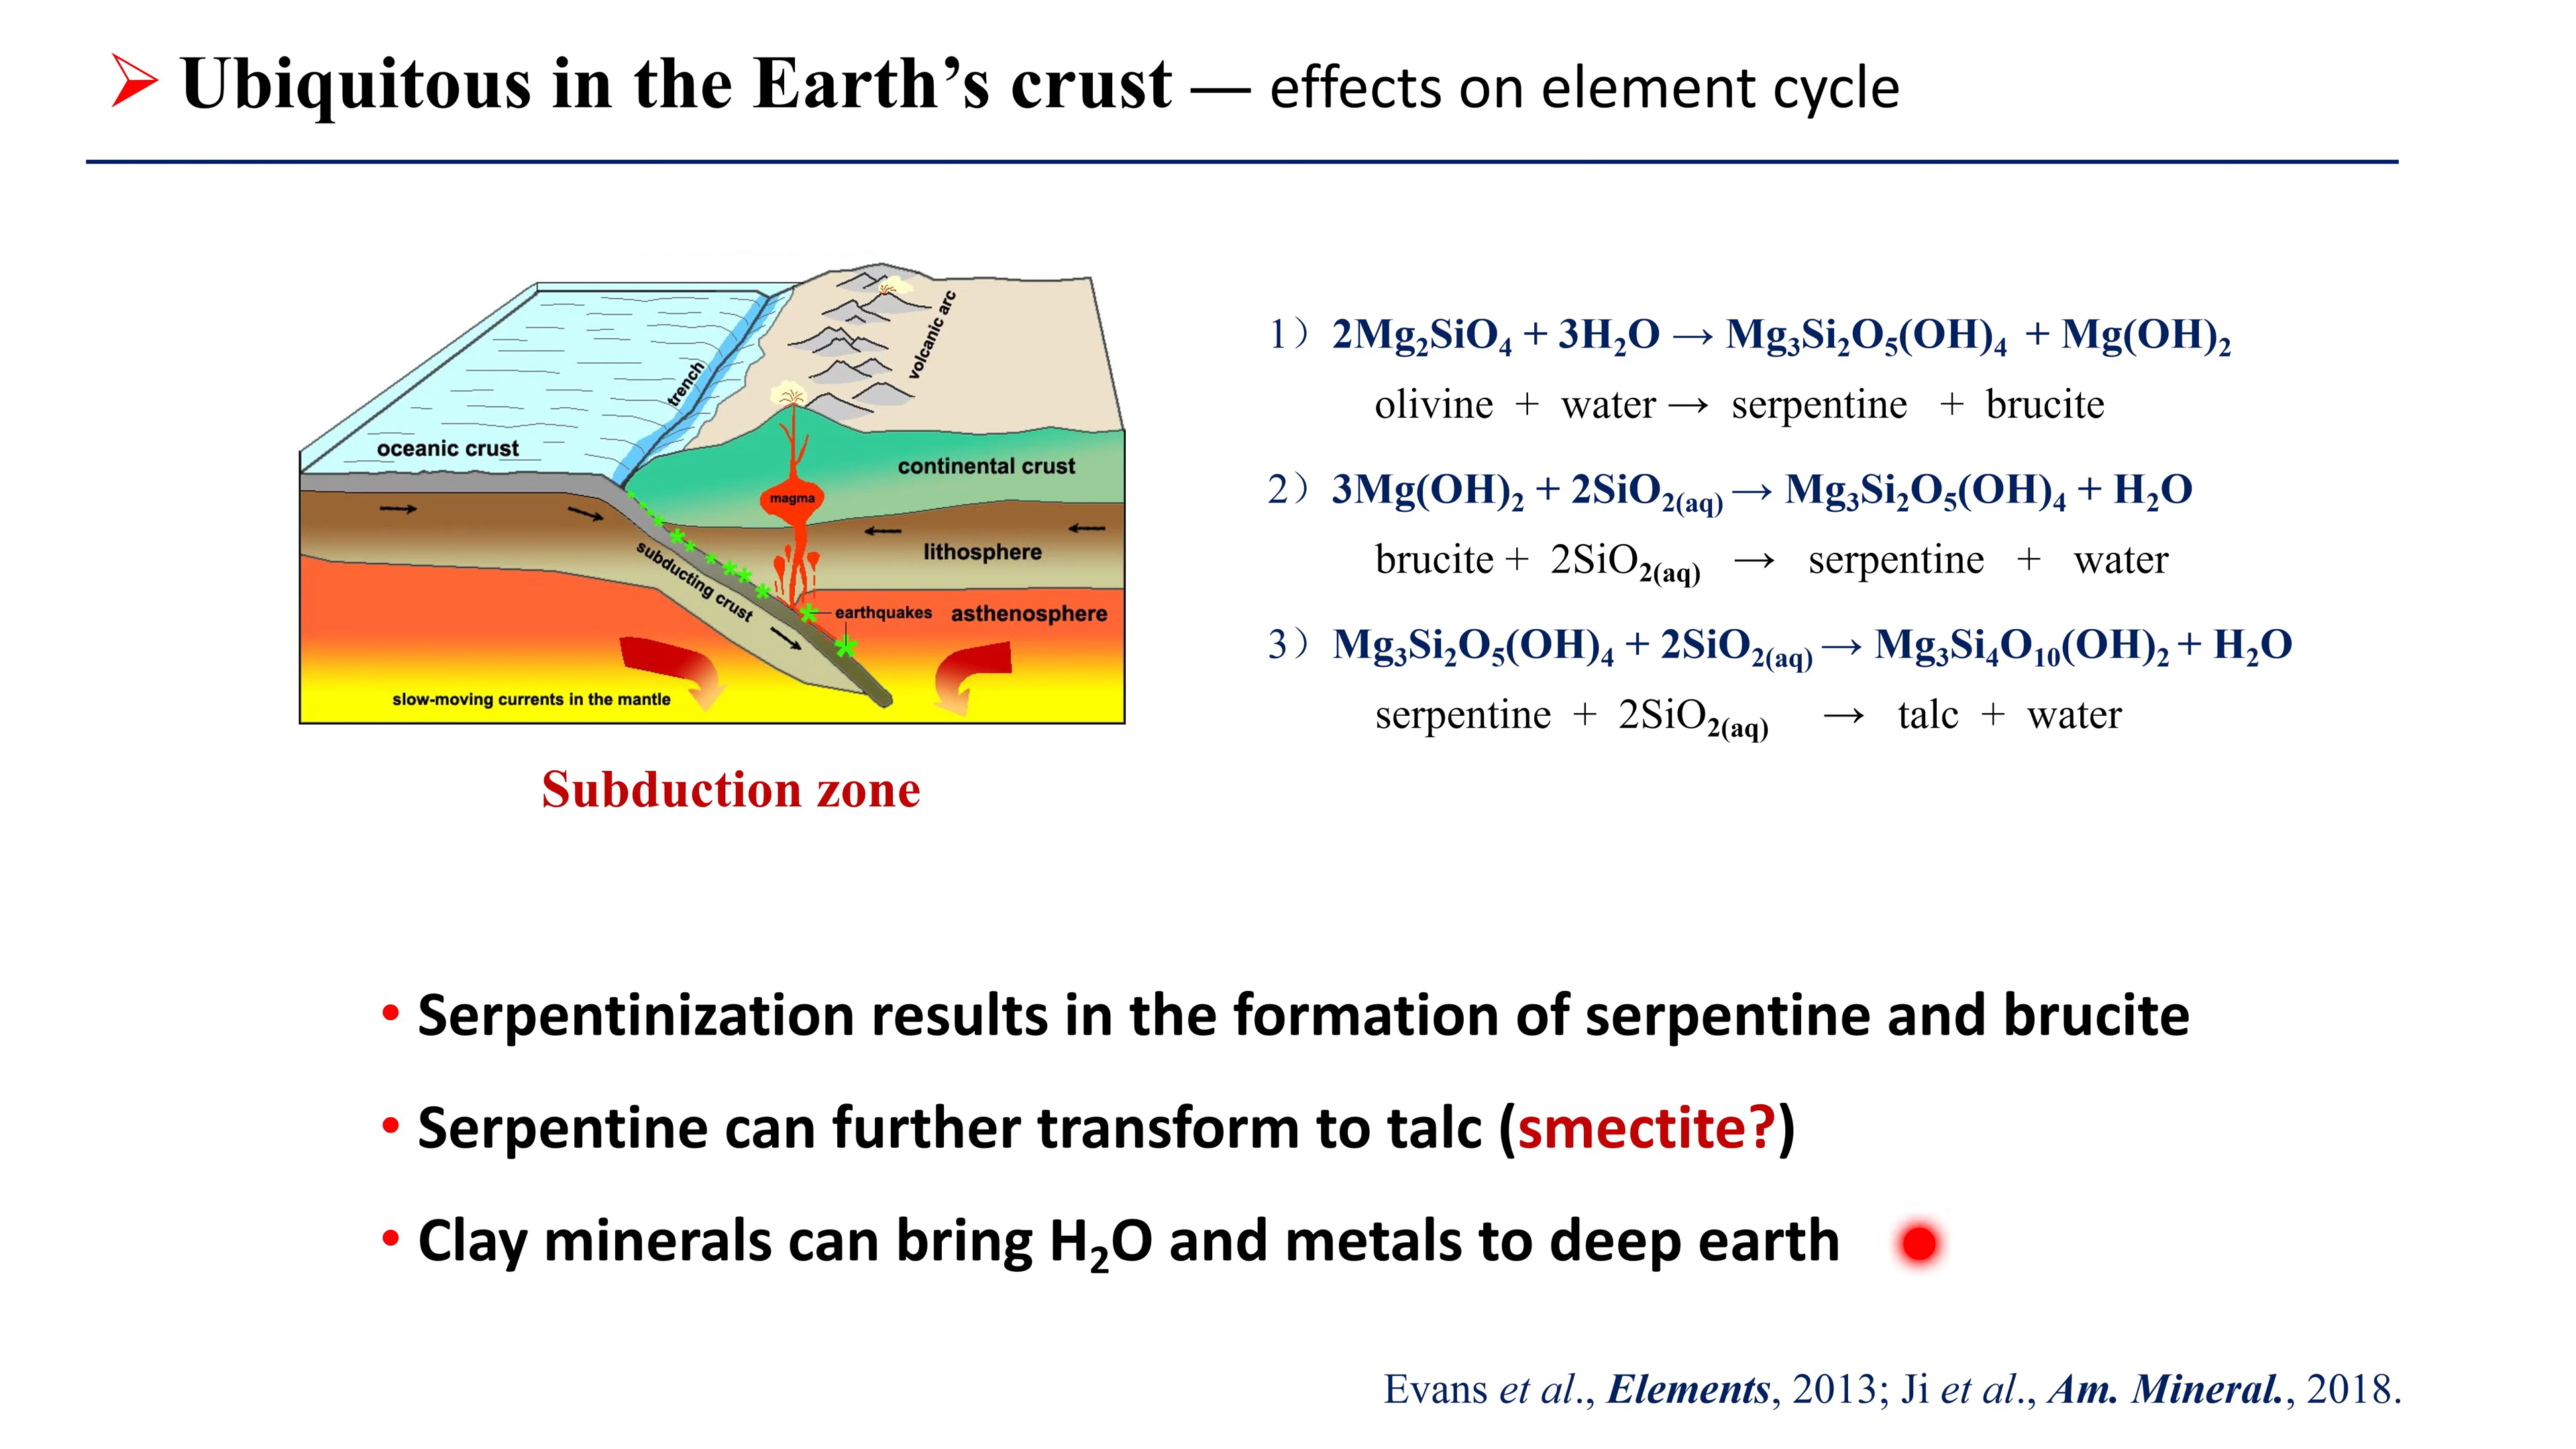 Ubiquitous in the Earth’s crust — effects on element cycle
trench
volcanic arc
oceanic crust
continental crust
magma
lithosphere
subducting crust
earthquakes
asthenosphere
slow-moving currents in the mantle
Subduction zone
1）2Mg₂SiO₄ + 3H₂O → Mg₃Si₂O₅(OH)₄ + Mg(OH)₂
olivine + water → serpentine + brucite
2）3Mg(OH)₂ + 2SiO₂₍aq₎ → Mg₃Si₂O₅(OH)₄ + H₂O
brucite + 2SiO₂₍aq₎ → serpentine + water
3）Mg₃Si₂O₅(OH)₄ + 2SiO₂₍aq₎ → Mg₃Si₄O₁₀(OH)₂ + H₂O
serpentine + 2SiO₂₍aq₎ → talc + water
• Serpentinization results in the formation of serpentine and brucite
• Serpentine can further transform to talc (smectite?)
• Clay minerals can bring H₂O and metals to deep earth
Evans et al., Elements, 2013; Ji et al., Am. Mineral., 2018.